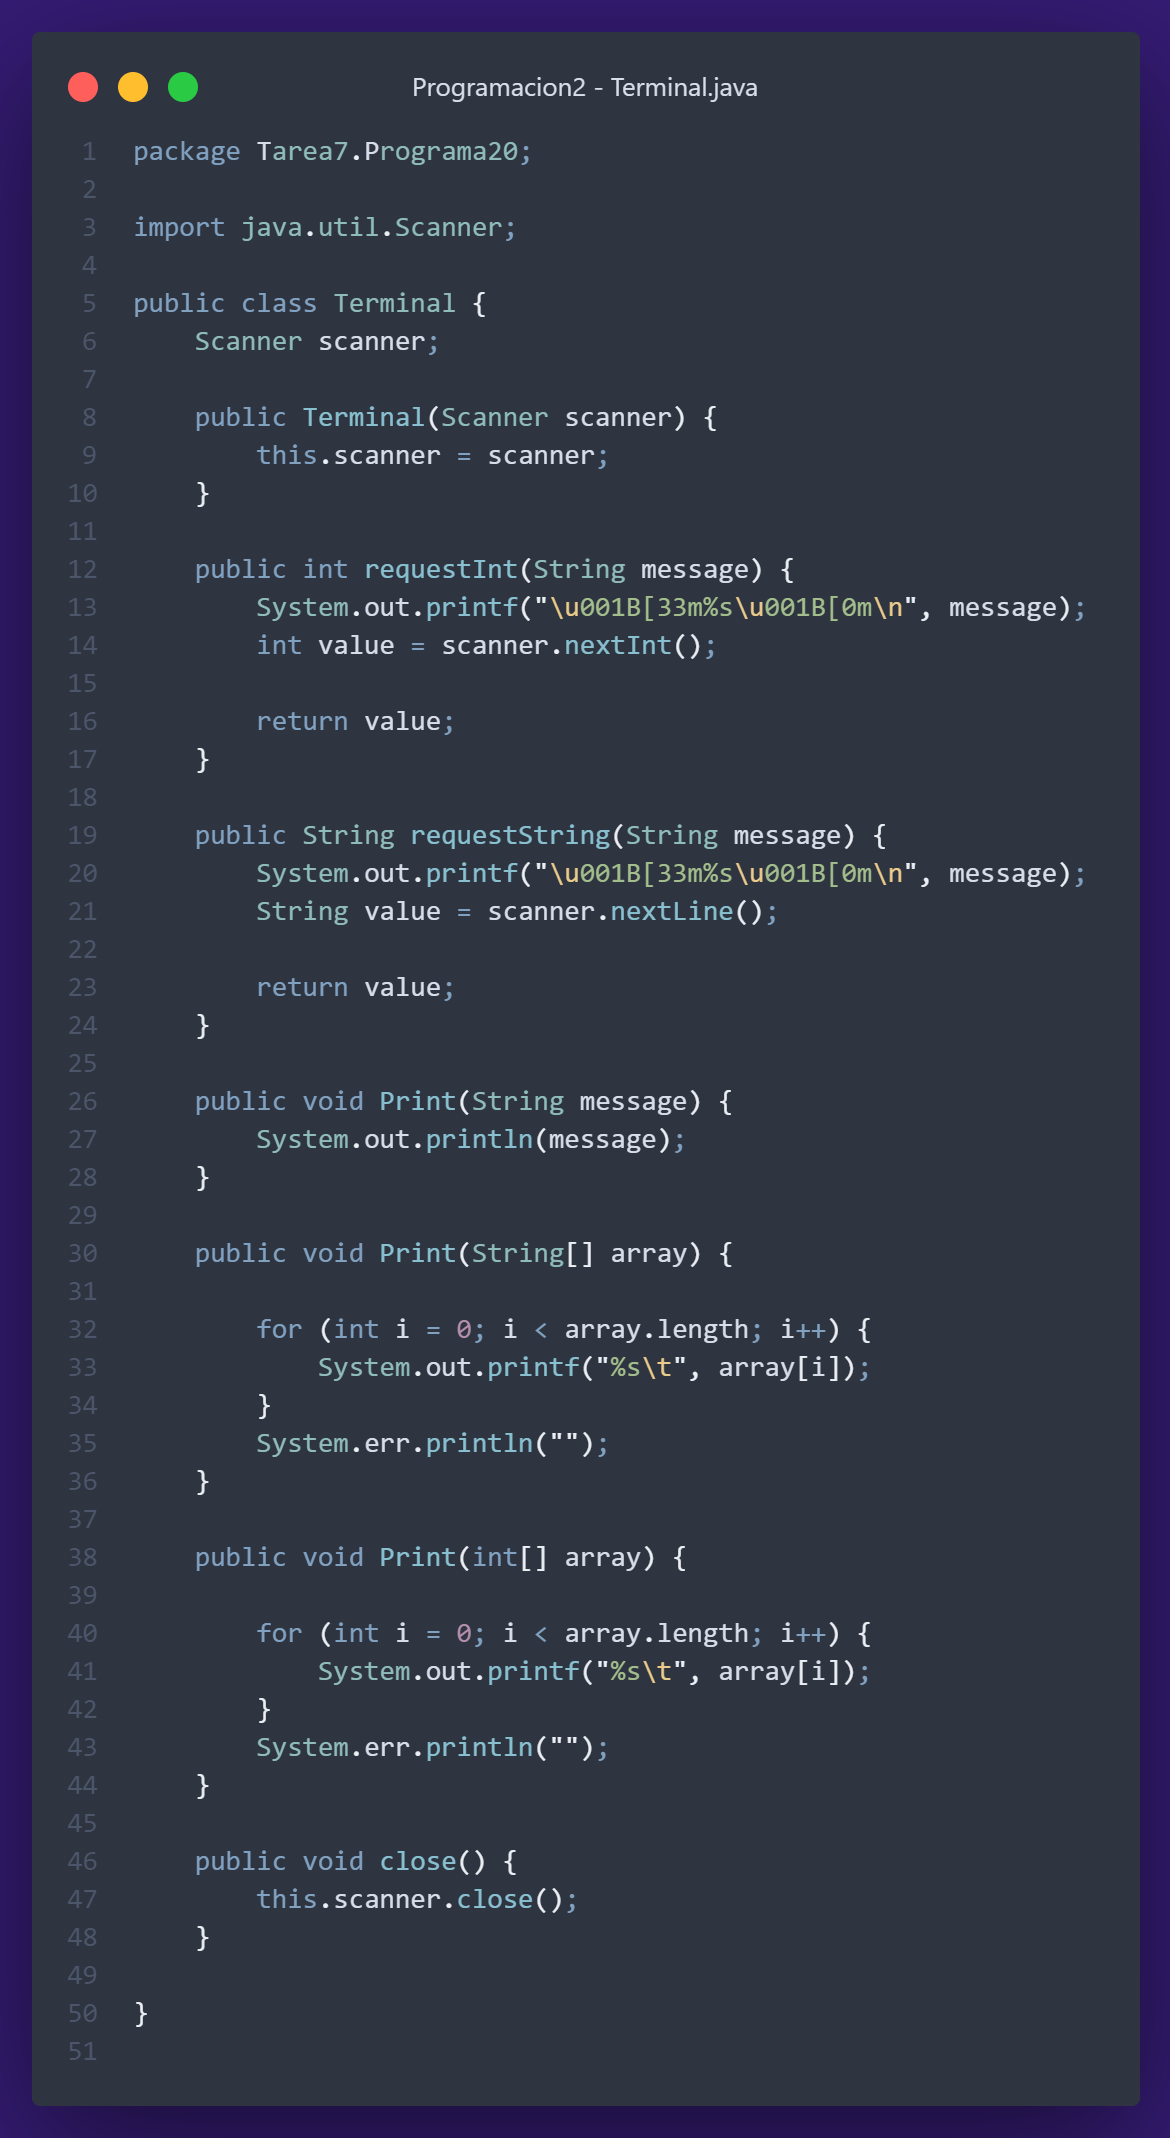 Programacion2 - Terminal.java
1 package Tarea7.Programa20;
2
3 import java.util.Scanner;
4
5 public class Terminal {
6     Scanner scanner;
7
8     public Terminal(Scanner scanner) {
9         this.scanner = scanner;
10     }
11
12     public int requestInt(String message) {
13         System.out.printf("\u001B[33m%s\u001B[0m\n", message);
14         int value = scanner.nextInt();
15
16         return value;
17     }
18
19     public String requestString(String message) {
20         System.out.printf("\u001B[33m%s\u001B[0m\n", message);
21         String value = scanner.nextLine();
22
23         return value;
24     }
25
26     public void Print(String message) {
27         System.out.println(message);
28     }
29
30     public void Print(String[] array) {
31
32         for (int i = 0; i < array.length; i++) {
33             System.out.printf("%s\t", array[i]);
34         }
35         System.err.println("");
36     }
37
38     public void Print(int[] array) {
39
40         for (int i = 0; i < array.length; i++) {
41             System.out.printf("%s\t", array[i]);
42         }
43         System.err.println("");
44     }
45
46     public void close() {
47         this.scanner.close();
48     }
49
50 }
51